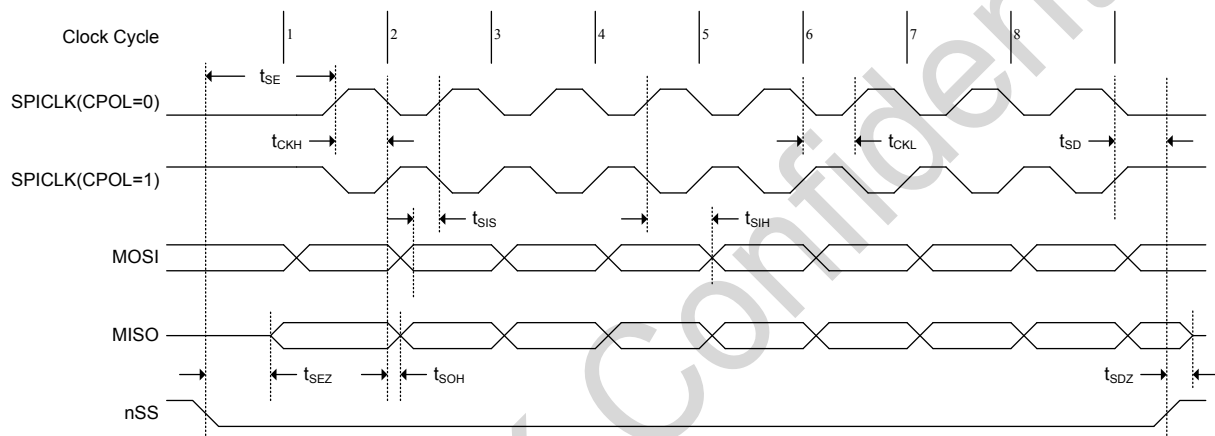 Clock Cycle
1 2 3 4 5 6 7 8
tSE
SPICLK(CPOL=0)
tCKH
tCKL
tSD
SPICLK(CPOL=1)
tSIS
tSIH
MOSI
MISO
tSEZ
tSOH
tSDZ
nSS
Confident